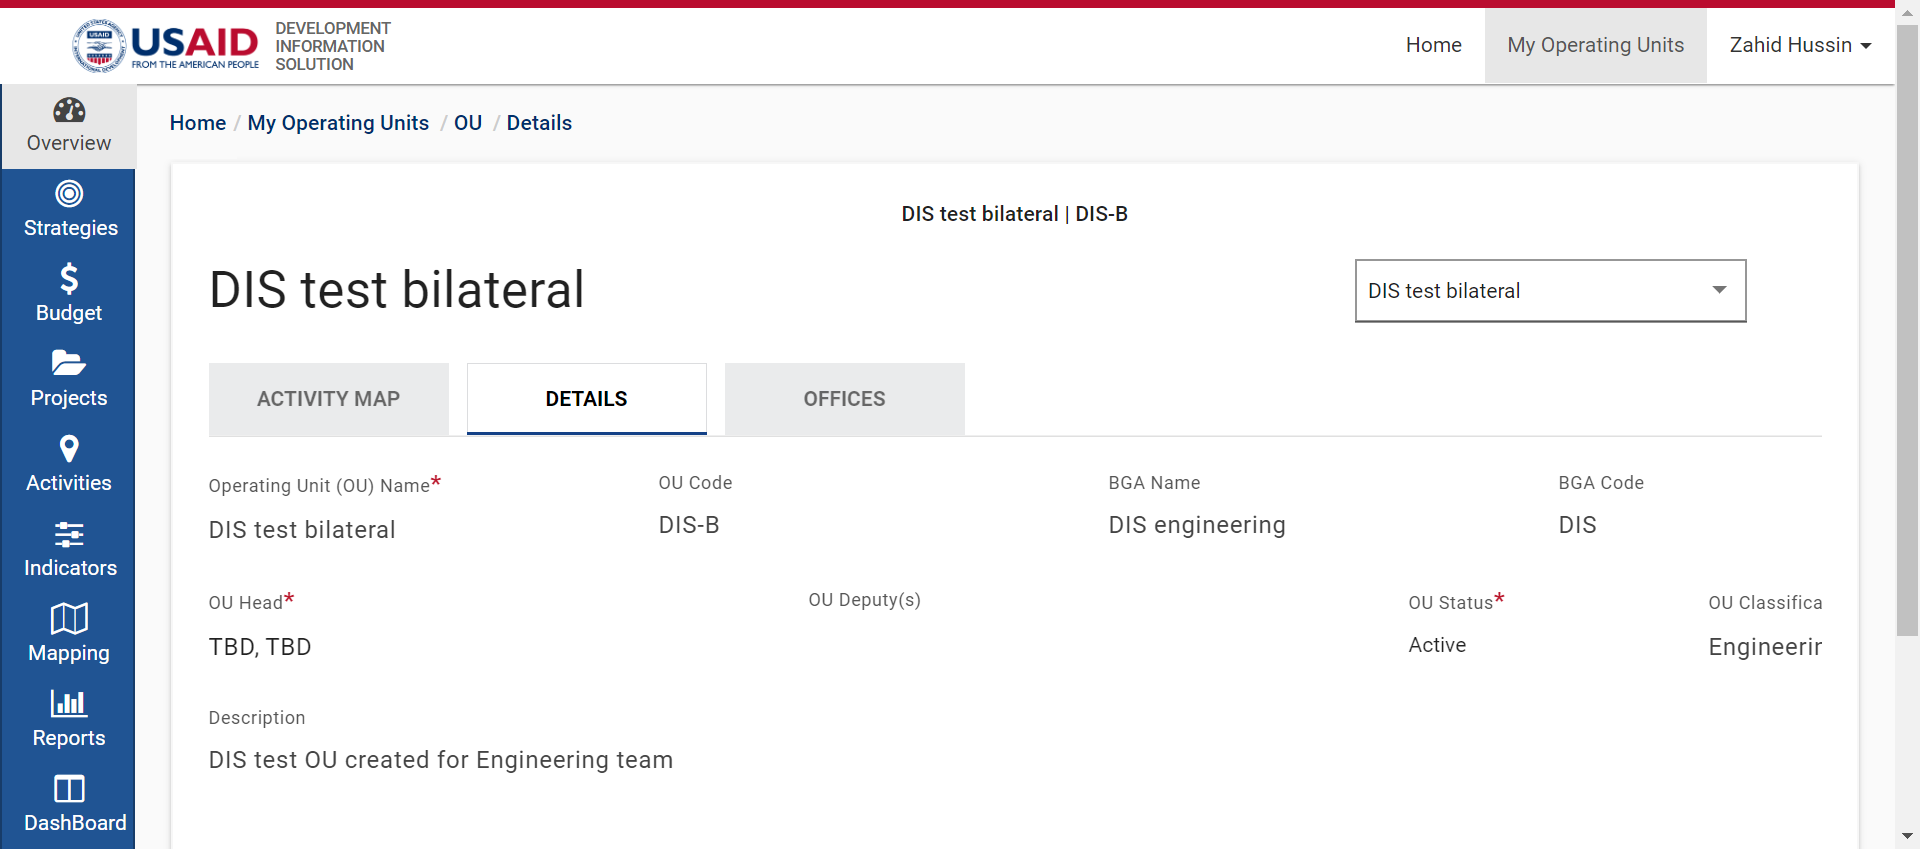 USAID
FROM THE AMERICAN PEOPLE
DEVELOPMENT
INFORMATION
SOLUTION
Home
My Operating Units
Zahid Hussin
Overview
Strategies
Budget
Projects
Activities
Indicators
Mapping
Reports
DashBoard
Home / My Operating Units / OU / Details
DIS test bilateral | DIS-B
DIS test bilateral
DIS test bilateral
ACTIVITY MAP
DETAILS
OFFICES
Operating Unit (OU) Name*
DIS test bilateral
OU Code
DIS-B
BGA Name
DIS engineering
BGA Code
DIS
OU Head*
TBD, TBD
OU Deputy(s)
OU Status*
Active
OU Classifica
Engineerir
Description
DIS test OU created for Engineering team